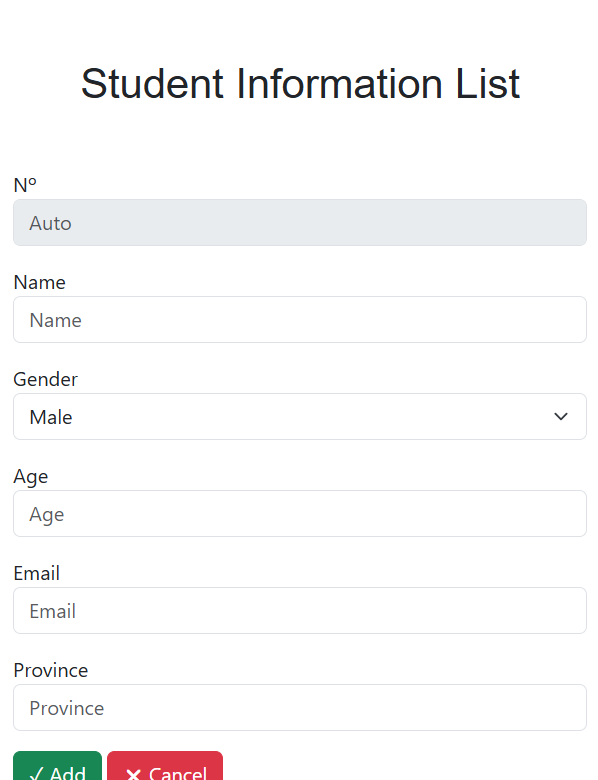 Student Information List
Nº
Auto
Name
Name
Gender
Male
Age
Age
Email
Email
Province
Province
✓ Add ✕ Cancel